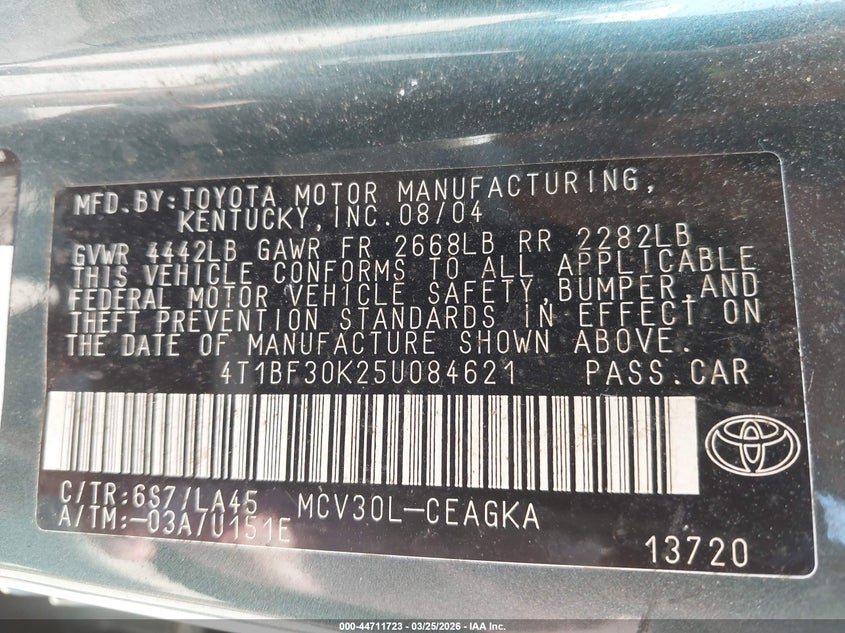 MFD.BY:TOYOTA MOTOR MANUFACTURING,
KENTUCKY,INC.08/04
GVWR 4442LB GAWR FR 2668LB RR 2282LB
THIS VEHICLE CONFORMS TO ALL APPLICABLE
FEDERAL MOTOR VEHICLE SAFETY,BUMPER,AND
THEFT PREVENTION STANDARDS IN EFFECT ON
THE DATE OF MANUFACTURE SHOWN ABOVE.
4T1BF30K25U084621 PASS.CAR
C/TR:6S7/LA45 MCV30L-CEAGKA
A/TM:-03A/U151E
13720
000-44711723 - 03/25/2026 - IAA Inc.